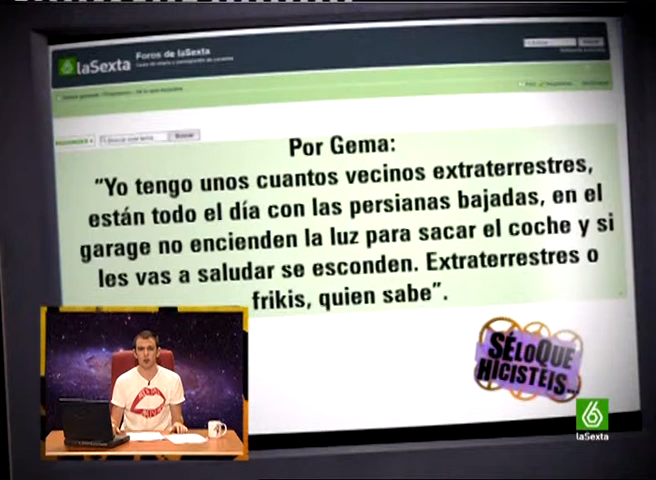 laSexta
Foros de laSexta
Por Gema:
"Yo tengo unos cuantos vecinos extraterrestres,
están todo el día con las persianas bajadas, en el
garage no encienden la luz para sacar el coche y si
les vas a saludar se esconden. Extraterrestres o
frikis, quien sabe".
SÉ LO QUE
HICISTÉIS...
laSexta